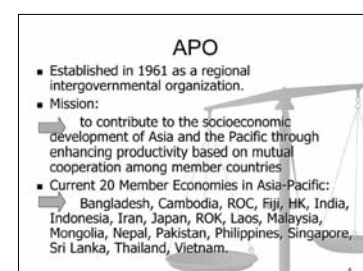 APO
▪ Established in 1961 as a regional
intergovernmental organization.
▪ Mission:
to contribute to the socioeconomic
development of Asia and the Pacific through
enhancing productivity based on mutual
cooperation among member countries
▪ Current 20 Member Economies in Asia-Pacific:
Bangladesh, Cambodia, ROC, Fiji, HK, India,
Indonesia, Iran, Japan, ROK, Laos, Malaysia,
Mongolia, Nepal, Pakistan, Philippines, Singapore,
Sri Lanka, Thailand, Vietnam.